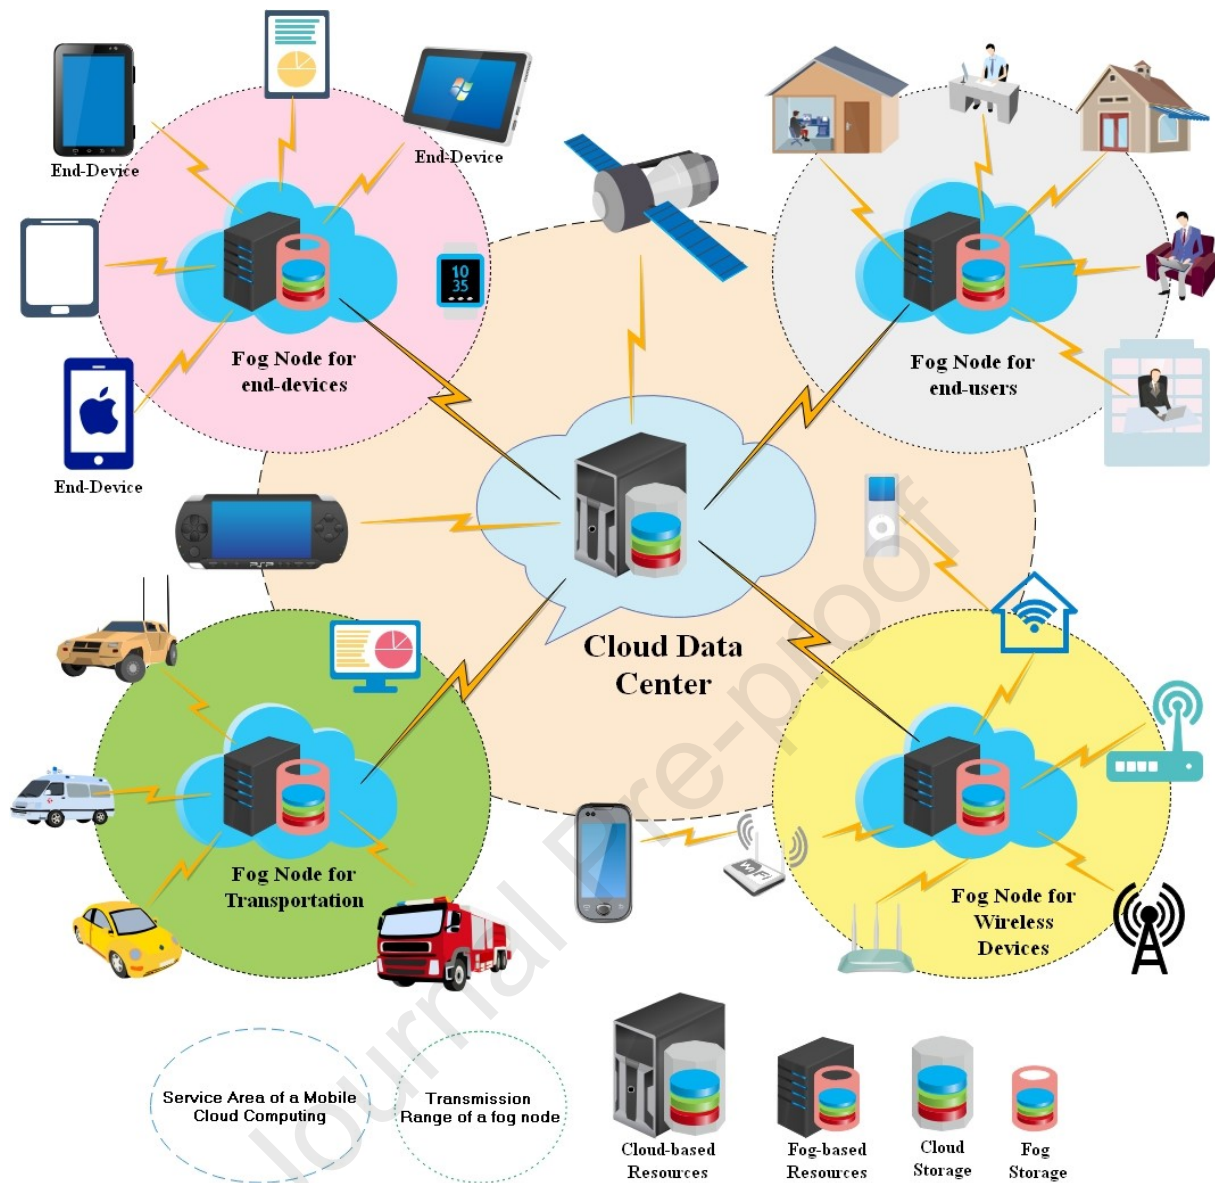 End-Device
End-Device
10
35
Fog Node for
end-devices
Fog Node for
end-users
End-Device
PSP
Cloud Data
Center
Fog Node for
Transportation
WiFi
Fog Node for
Wireless
Devices
Journal Pre-proof
Service Area of a Mobile
Cloud Computing
Transmission
Range of a fog node
Cloud-based
Resources
Fog-based
Resources
Cloud
Storage
Fog
Storage